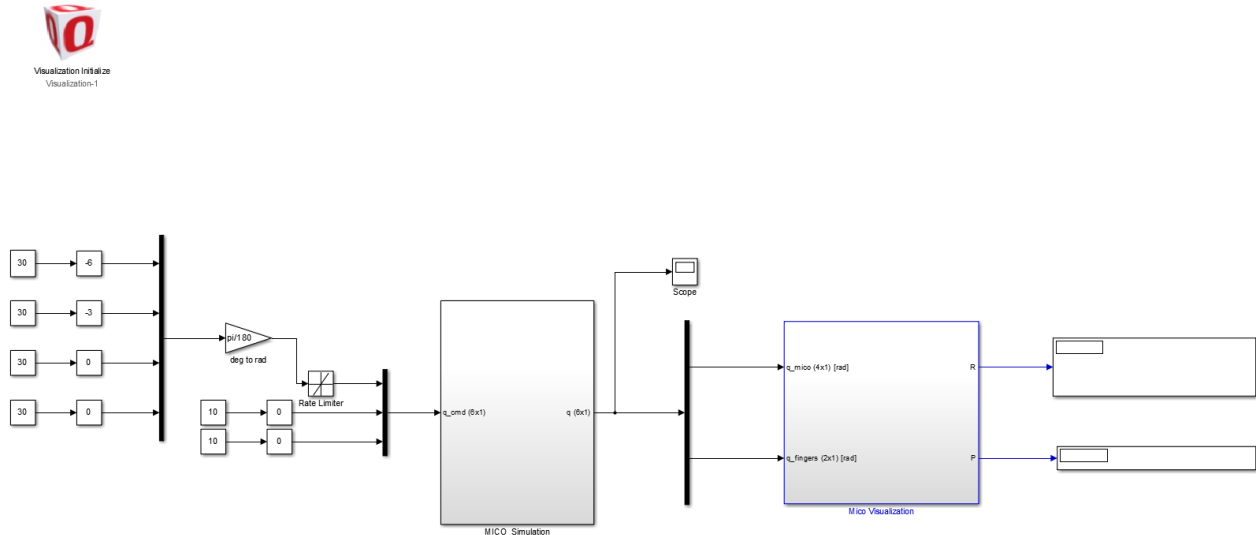 Visualization Initialize
Visualization-1
30
-6
30
-3
30
0
30
0
pi/180
deg to rad
Rate Limiter
10
0
10
0
q_cmd (6x1)
q (6x1)
MICO Simulation
Scope
q_mico (4x1) [rad]
q_fingers (2x1) [rad]
R
P
Mico Visualization